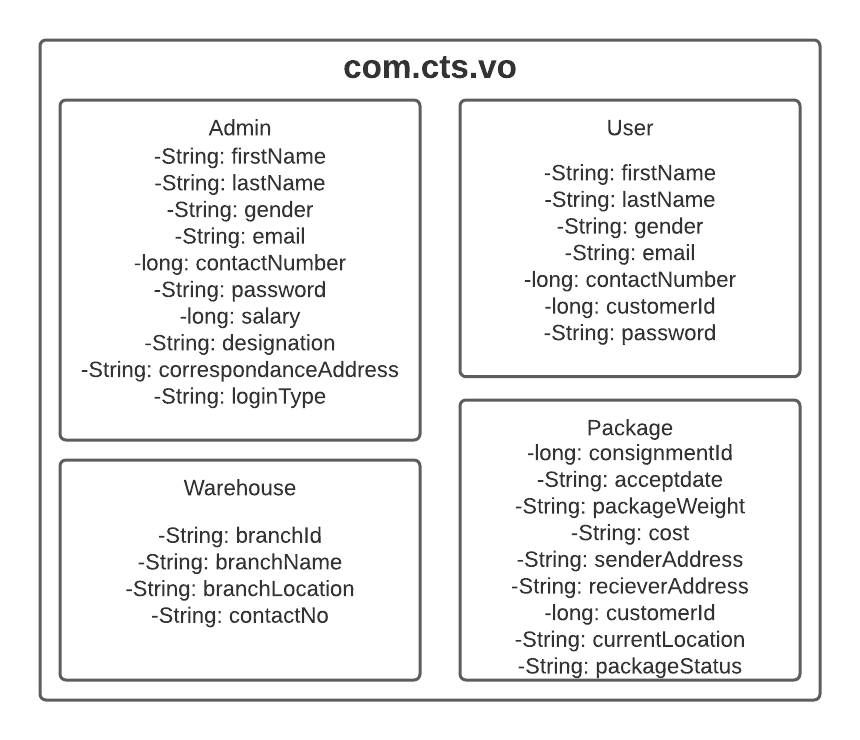 com.cts.vo
Admin
-String: firstName
-String: lastName
-String: gender
-String: email
-long: contactNumber
-String: password
-long: salary
-String: designation
-String: correspondanceAddress
-String: loginType
User
-String: firstName
-String: lastName
-String: gender
-String: email
-long: contactNumber
-long: customerId
-String: password
Warehouse
-String: branchId
-String: branchName
-String: branchLocation
-String: contactNo
Package
-long: consignmentId
-String: acceptdate
-String: packageWeight
-String: cost
-String: senderAddress
-String: recieverAddress
-long: customerId
-String: currentLocation
-String: packageStatus